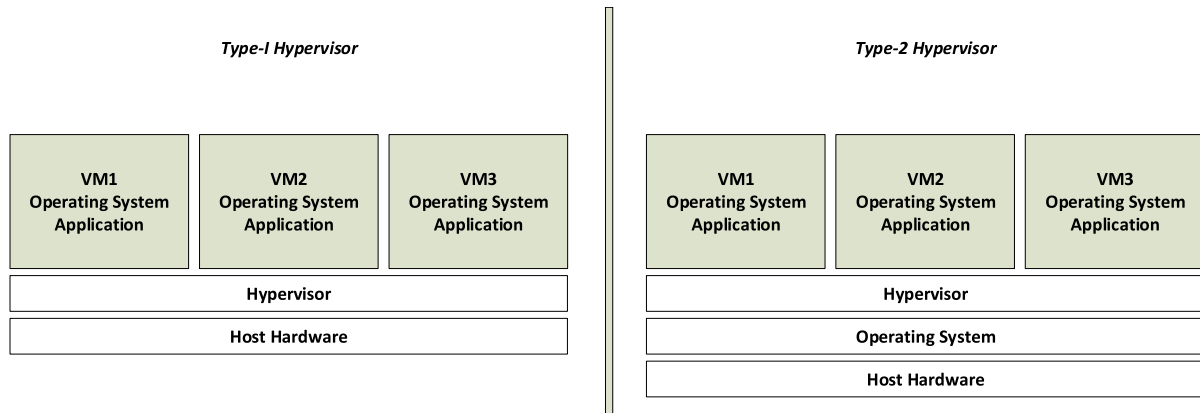 Type-I Hypervisor
VM1
Operating System
Application
VM2
Operating System
Application
VM3
Operating System
Application
Hypervisor
Host Hardware
Type-2 Hypervisor
VM1
Operating System
Application
VM2
Operating System
Application
VM3
Operating System
Application
Hypervisor
Operating System
Host Hardware